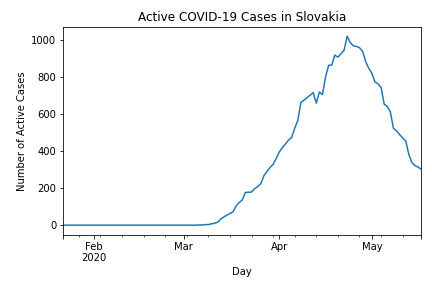 Active COVID-19 Cases in Slovakia
1000
800
600
400
200
0
Number of Active Cases
Feb
2020
Mar
Apr
May
Day